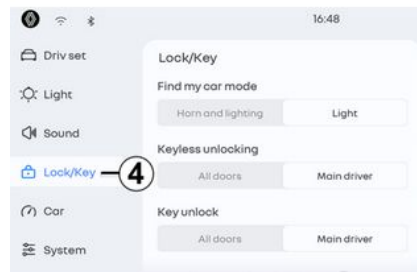 16:48
Driv set
Light
Sound
Lock/Key
4
Car
System
Lock/Key
Find my car mode
Horn and lighting
Light
Keyless unlocking
All doors
Main driver
Key unlock
All doors
Main driver